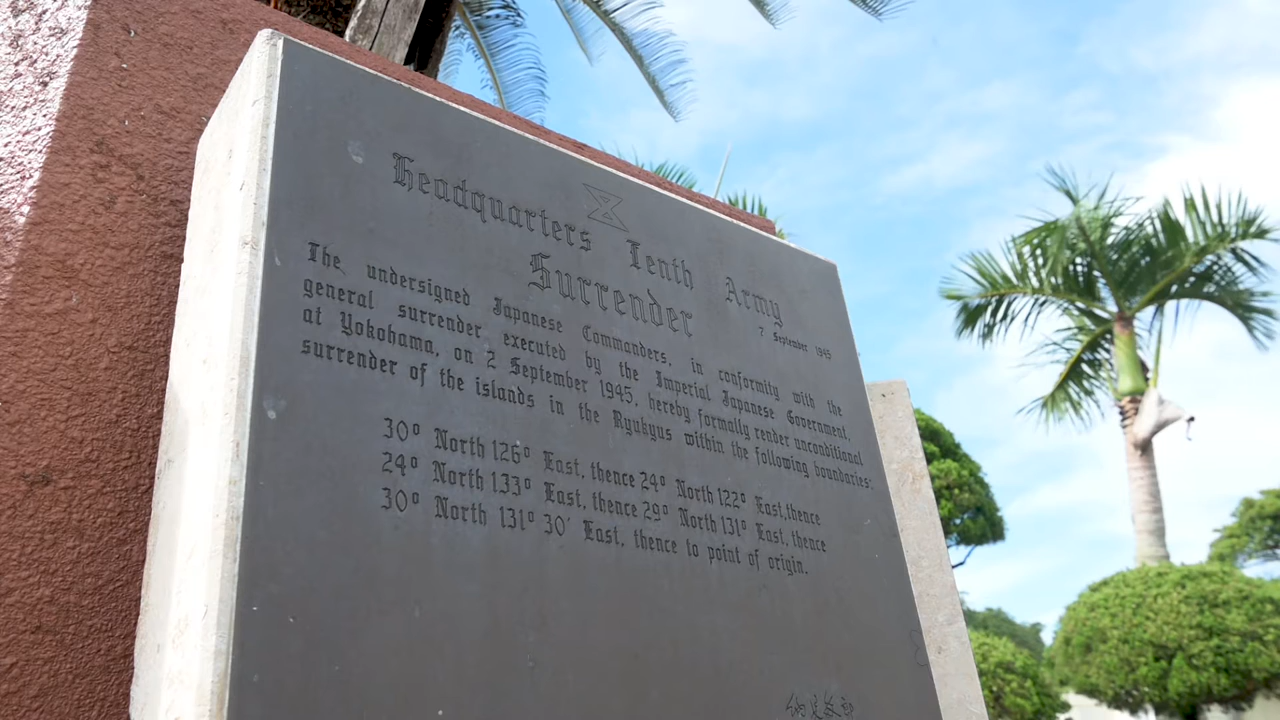 Headquarters Tenth Army
Surrender
7 September 1945
The undersigned Japanese Commanders, in conformity with the
general surrender executed by the Imperial Japanese Government,
at Yokohama, on 2 September 1945, hereby formally render unconditional
surrender of the islands in the Ryukyus within the following boundaries:
30° North 126° East, thence 24° North 122° East, thence
24° North 133° East, thence 29° North 131° East, thence
30° North 131° 30' East, thence to point of origin.